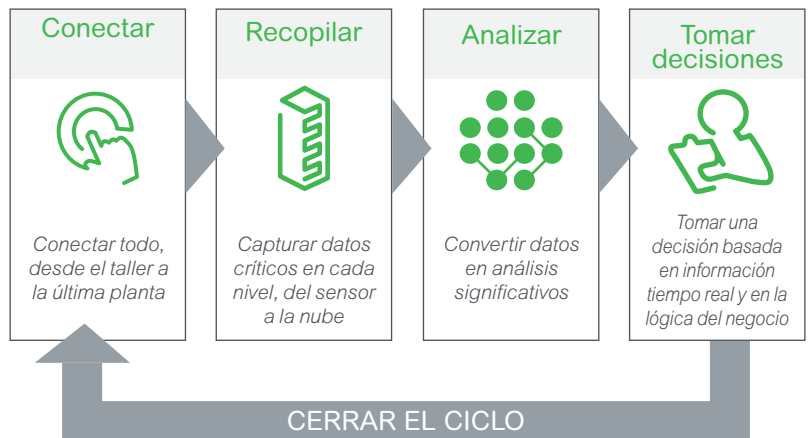 Conectar
Conectar todo,
desde el taller a
la última planta
Recopilar
Capturar datos
críticos en cada
nivel, del sensor
a la nube
Analizar
Convertir datos
en análisis
significativos
Tomar
decisiones
Tomar una
decisión basada
en información
tiempo real y en la
lógica del negocio
CERRAR EL CICLO